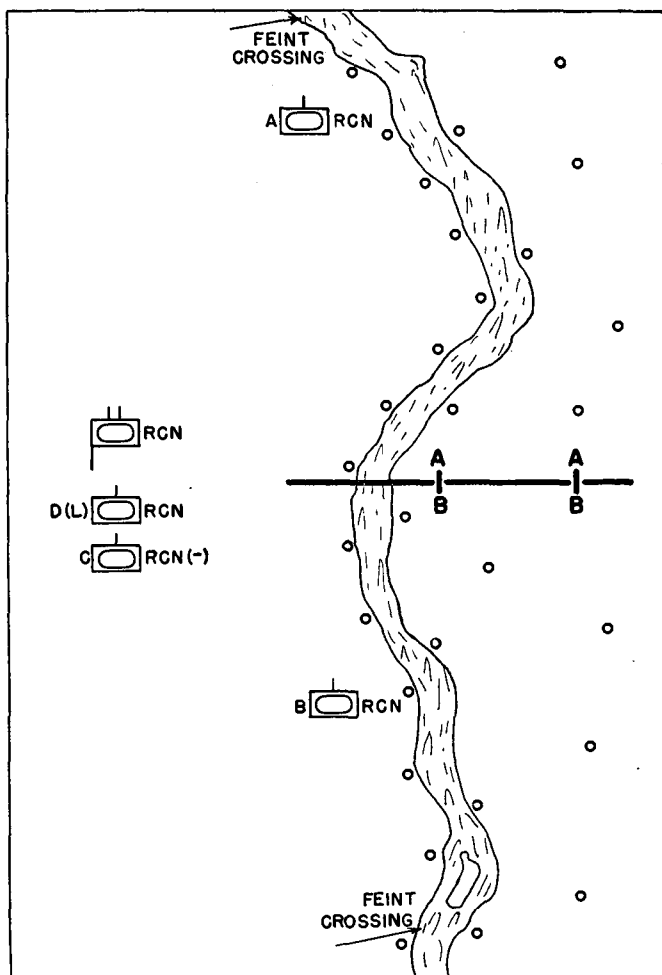 FEINT
CROSSING
A RCN
RCN
D(L) RCN
C RCN(-)
A A
B B
B RCN
FEINT
CROSSING